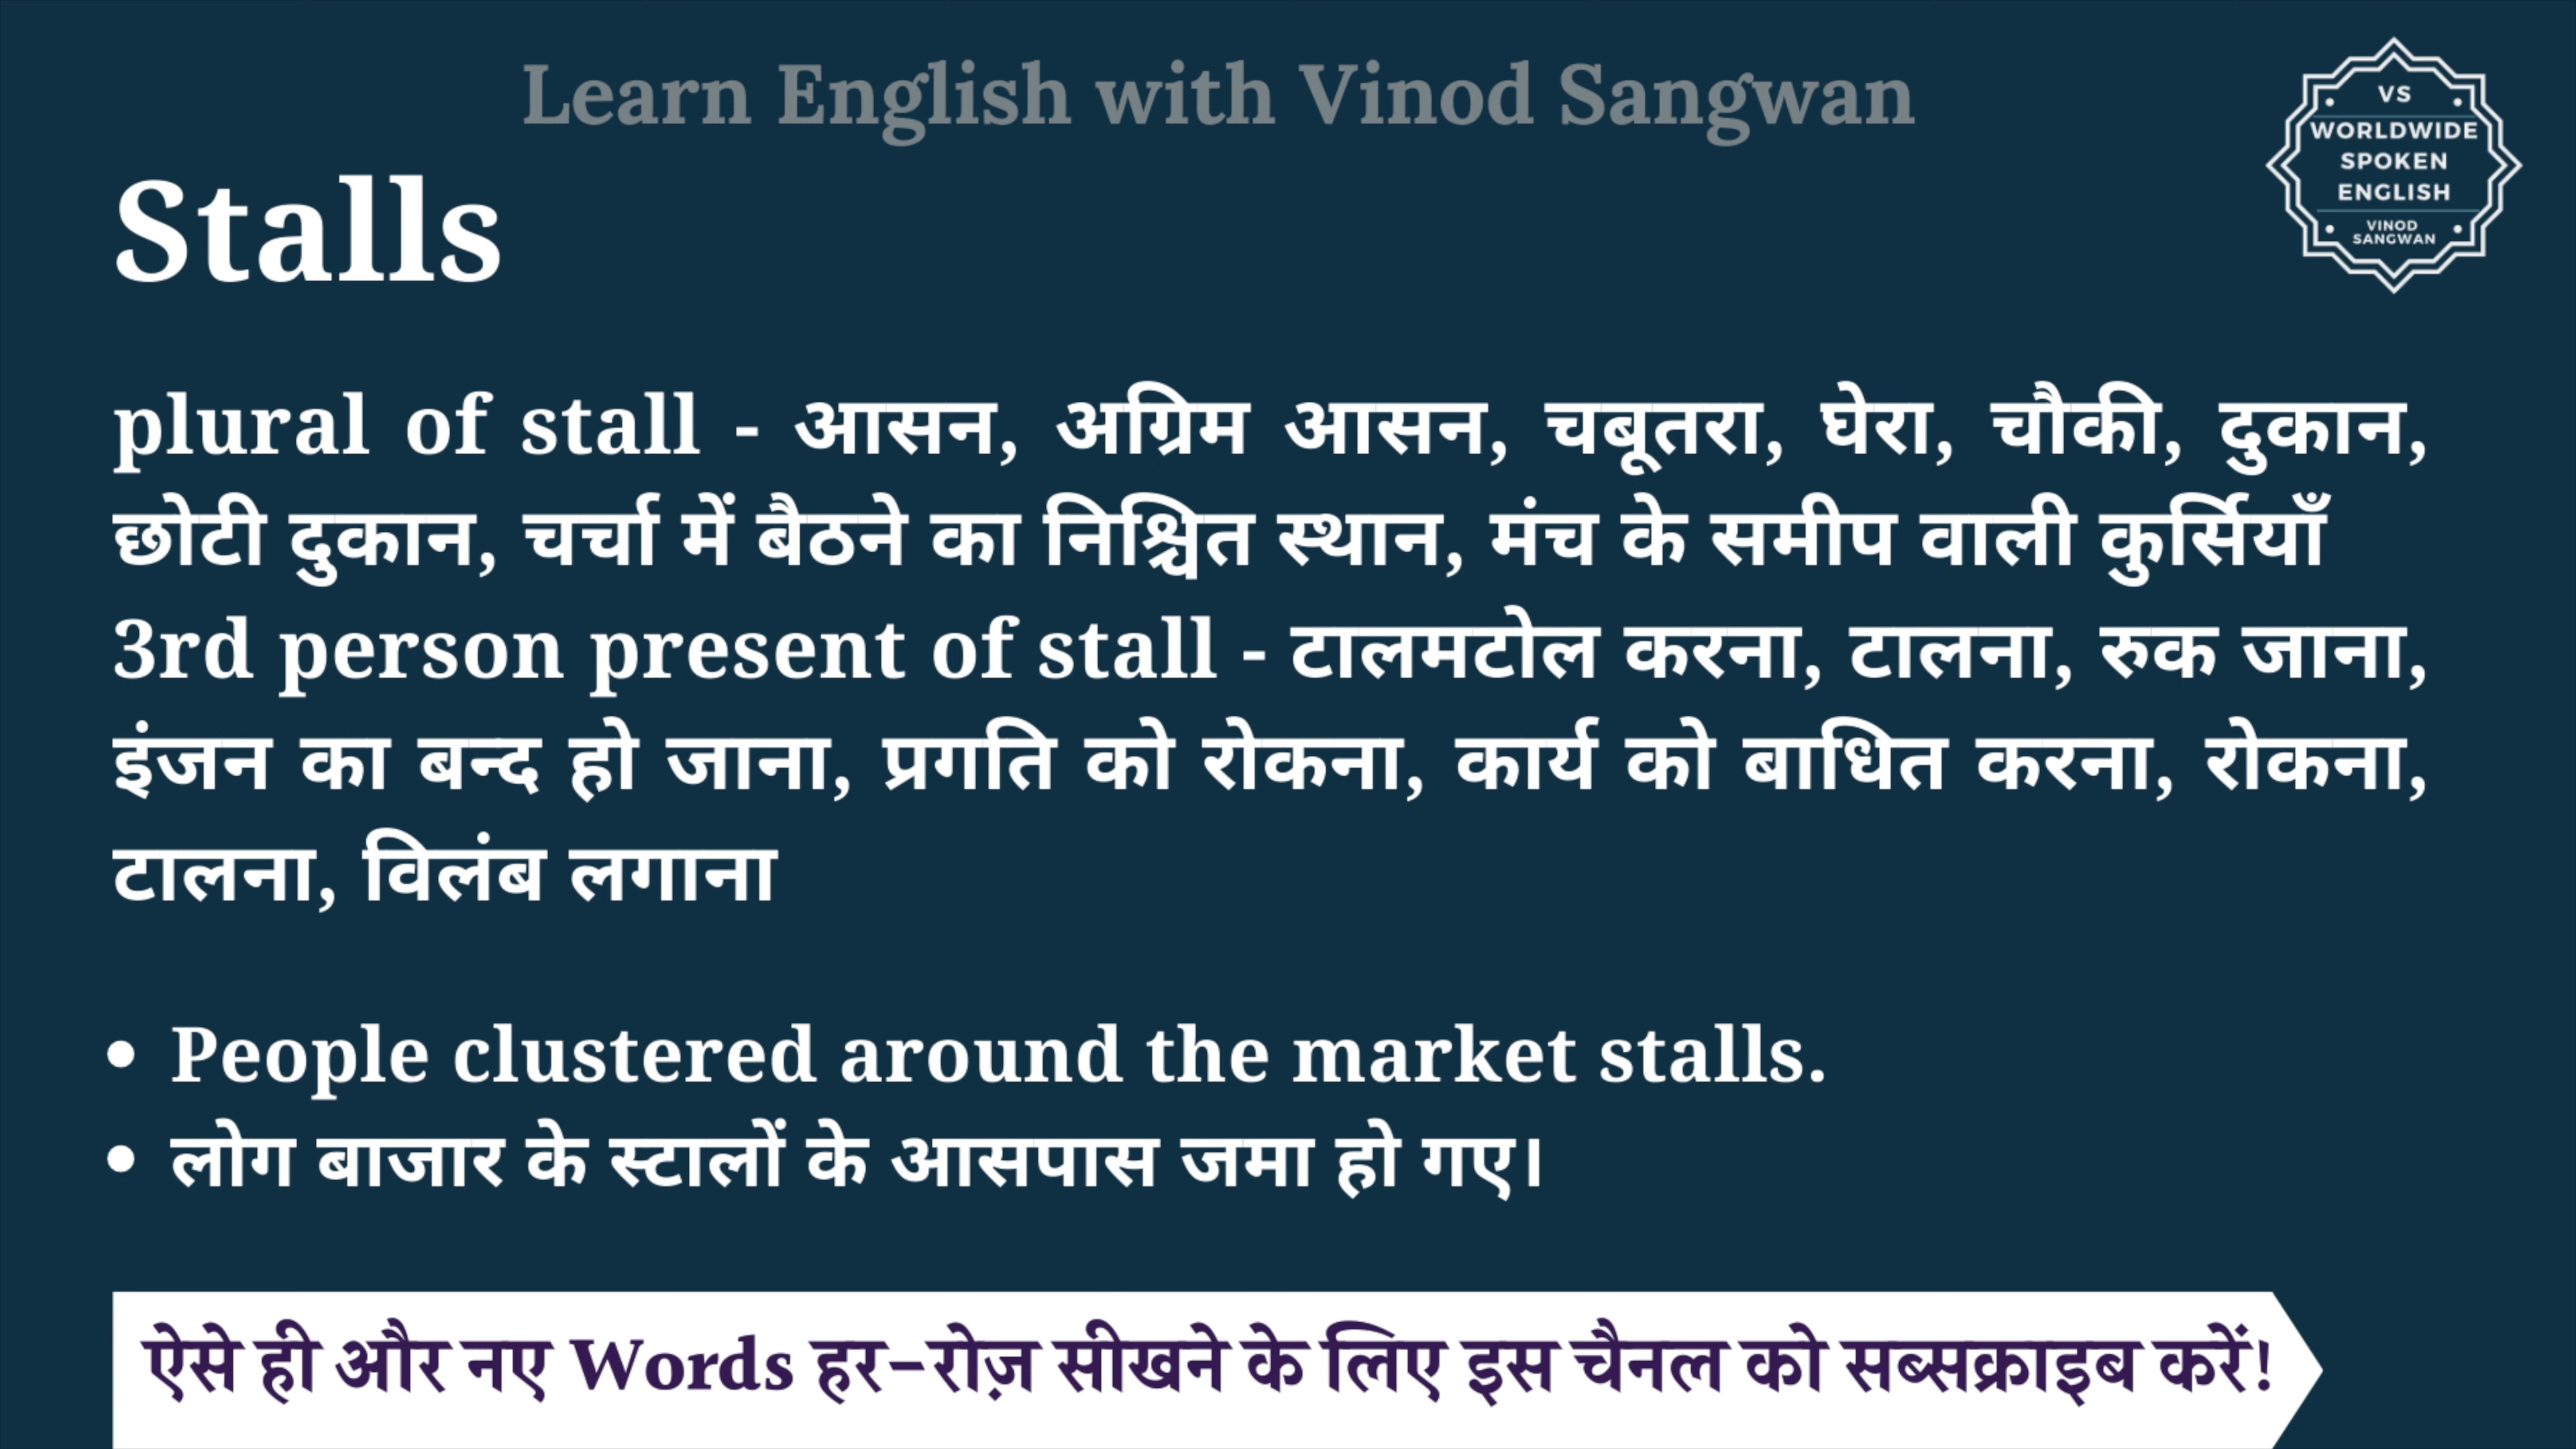 Learn English with Vinod Sangwan
VS
WORLDWIDE
SPOKEN
ENGLISH
VINOD
SANGWAN
Stalls
plural of stall - आसन, अग्रिम आसन, चबूतरा, घेरा, चौकी, दुकान,
छोटी दुकान, चर्चा में बैठने का निश्चित स्थान, मंच के समीप वाली कुर्सियाँ
3rd person present of stall - टालमटोल करना, टालना, रुक जाना,
इंजन का बन्द हो जाना, प्रगति को रोकना, कार्य को बाधित करना, रोकना,
टालना, विलंब लगाना
• People clustered around the market stalls.
• लोग बाजार के स्टालों के आसपास जमा हो गए।
ऐसे ही और नए Words हर-रोज़ सीखने के लिए इस चैनल को सब्सक्राइब करें!